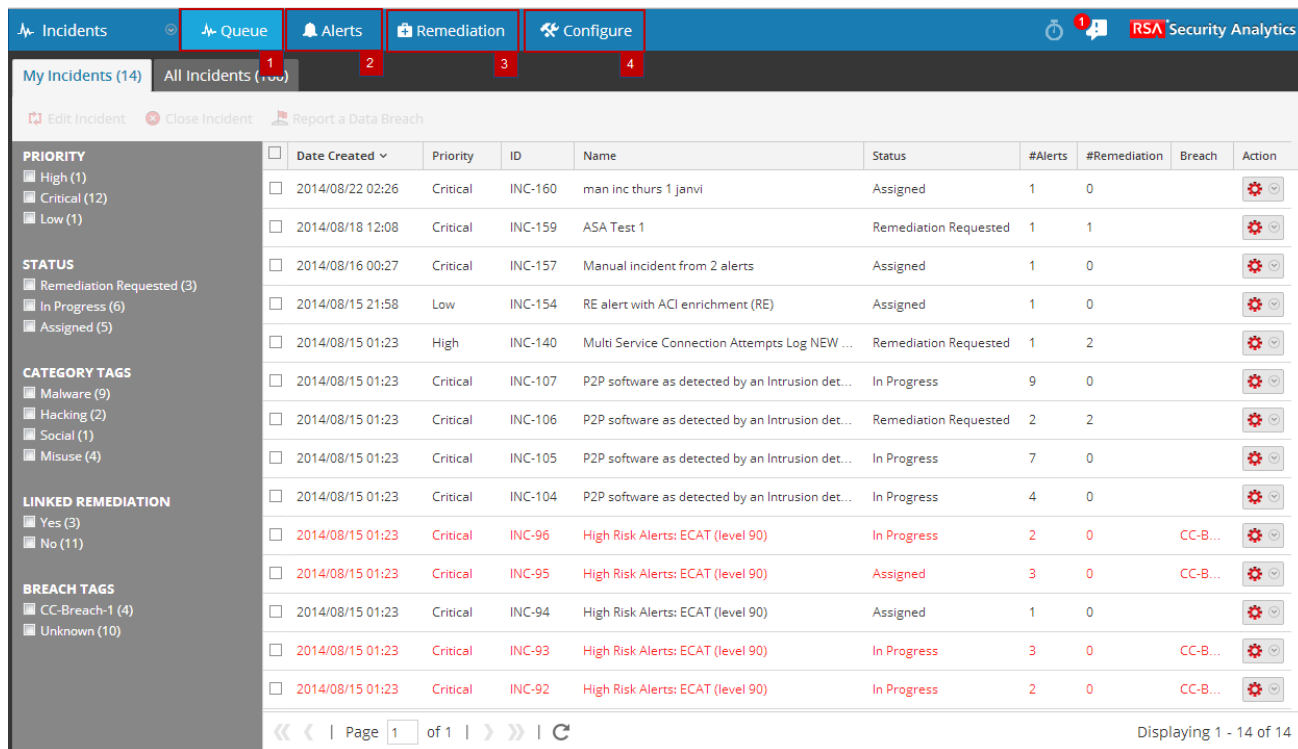 Incidents Queue Alerts Remediation Configure 1 RSA Security Analytics
1 2 3 4
My Incidents (14) All Incidents
Edit Incident Close Incident Report a Data Breach
PRIORITY
High (1)
Critical (12)
Low (1)
STATUS
Remediation Requested (3)
In Progress (6)
Assigned (5)
CATEGORY TAGS
Malware (9)
Hacking (2)
Social (1)
Misuse (4)
LINKED REMEDIATION
Yes (3)
No (11)
BREACH TAGS
CC-Breach-1 (4)
Unknown (10)
Date Created Priority ID Name Status #Alerts #Remediation Breach Action
2014/08/22 02:26 Critical INC-160 man inc thurs 1 janvi Assigned 1 0
2014/08/18 12:08 Critical INC-159 ASA Test 1 Remediation Requested 1 1
2014/08/16 00:27 Critical INC-157 Manual incident from 2 alerts Assigned 1 0
2014/08/15 21:58 Low INC-154 RE alert with ACI enrichment (RE) Assigned 1 0
2014/08/15 01:23 High INC-140 Multi Service Connection Attempts Log NEW ... Remediation Requested 1 2
2014/08/15 01:23 Critical INC-107 P2P software as detected by an Intrusion det... In Progress 9 0
2014/08/15 01:23 Critical INC-106 P2P software as detected by an Intrusion det... Remediation Requested 2 2
2014/08/15 01:23 Critical INC-105 P2P software as detected by an Intrusion det... In Progress 7 0
2014/08/15 01:23 Critical INC-104 P2P software as detected by an Intrusion det... In Progress 4 0
2014/08/15 01:23 Critical INC-96 High Risk Alerts: ECAT (level 90) In Progress 2 0 CC-B...
2014/08/15 01:23 Critical INC-95 High Risk Alerts: ECAT (level 90) Assigned 3 0 CC-B...
2014/08/15 01:23 Critical INC-94 High Risk Alerts: ECAT (level 90) Assigned 1 0
2014/08/15 01:23 Critical INC-93 High Risk Alerts: ECAT (level 90) In Progress 3 0 CC-B...
2014/08/15 01:23 Critical INC-92 High Risk Alerts: ECAT (level 90) In Progress 2 0 CC-B...
Page 1 of 1 Displaying 1 - 14 of 14